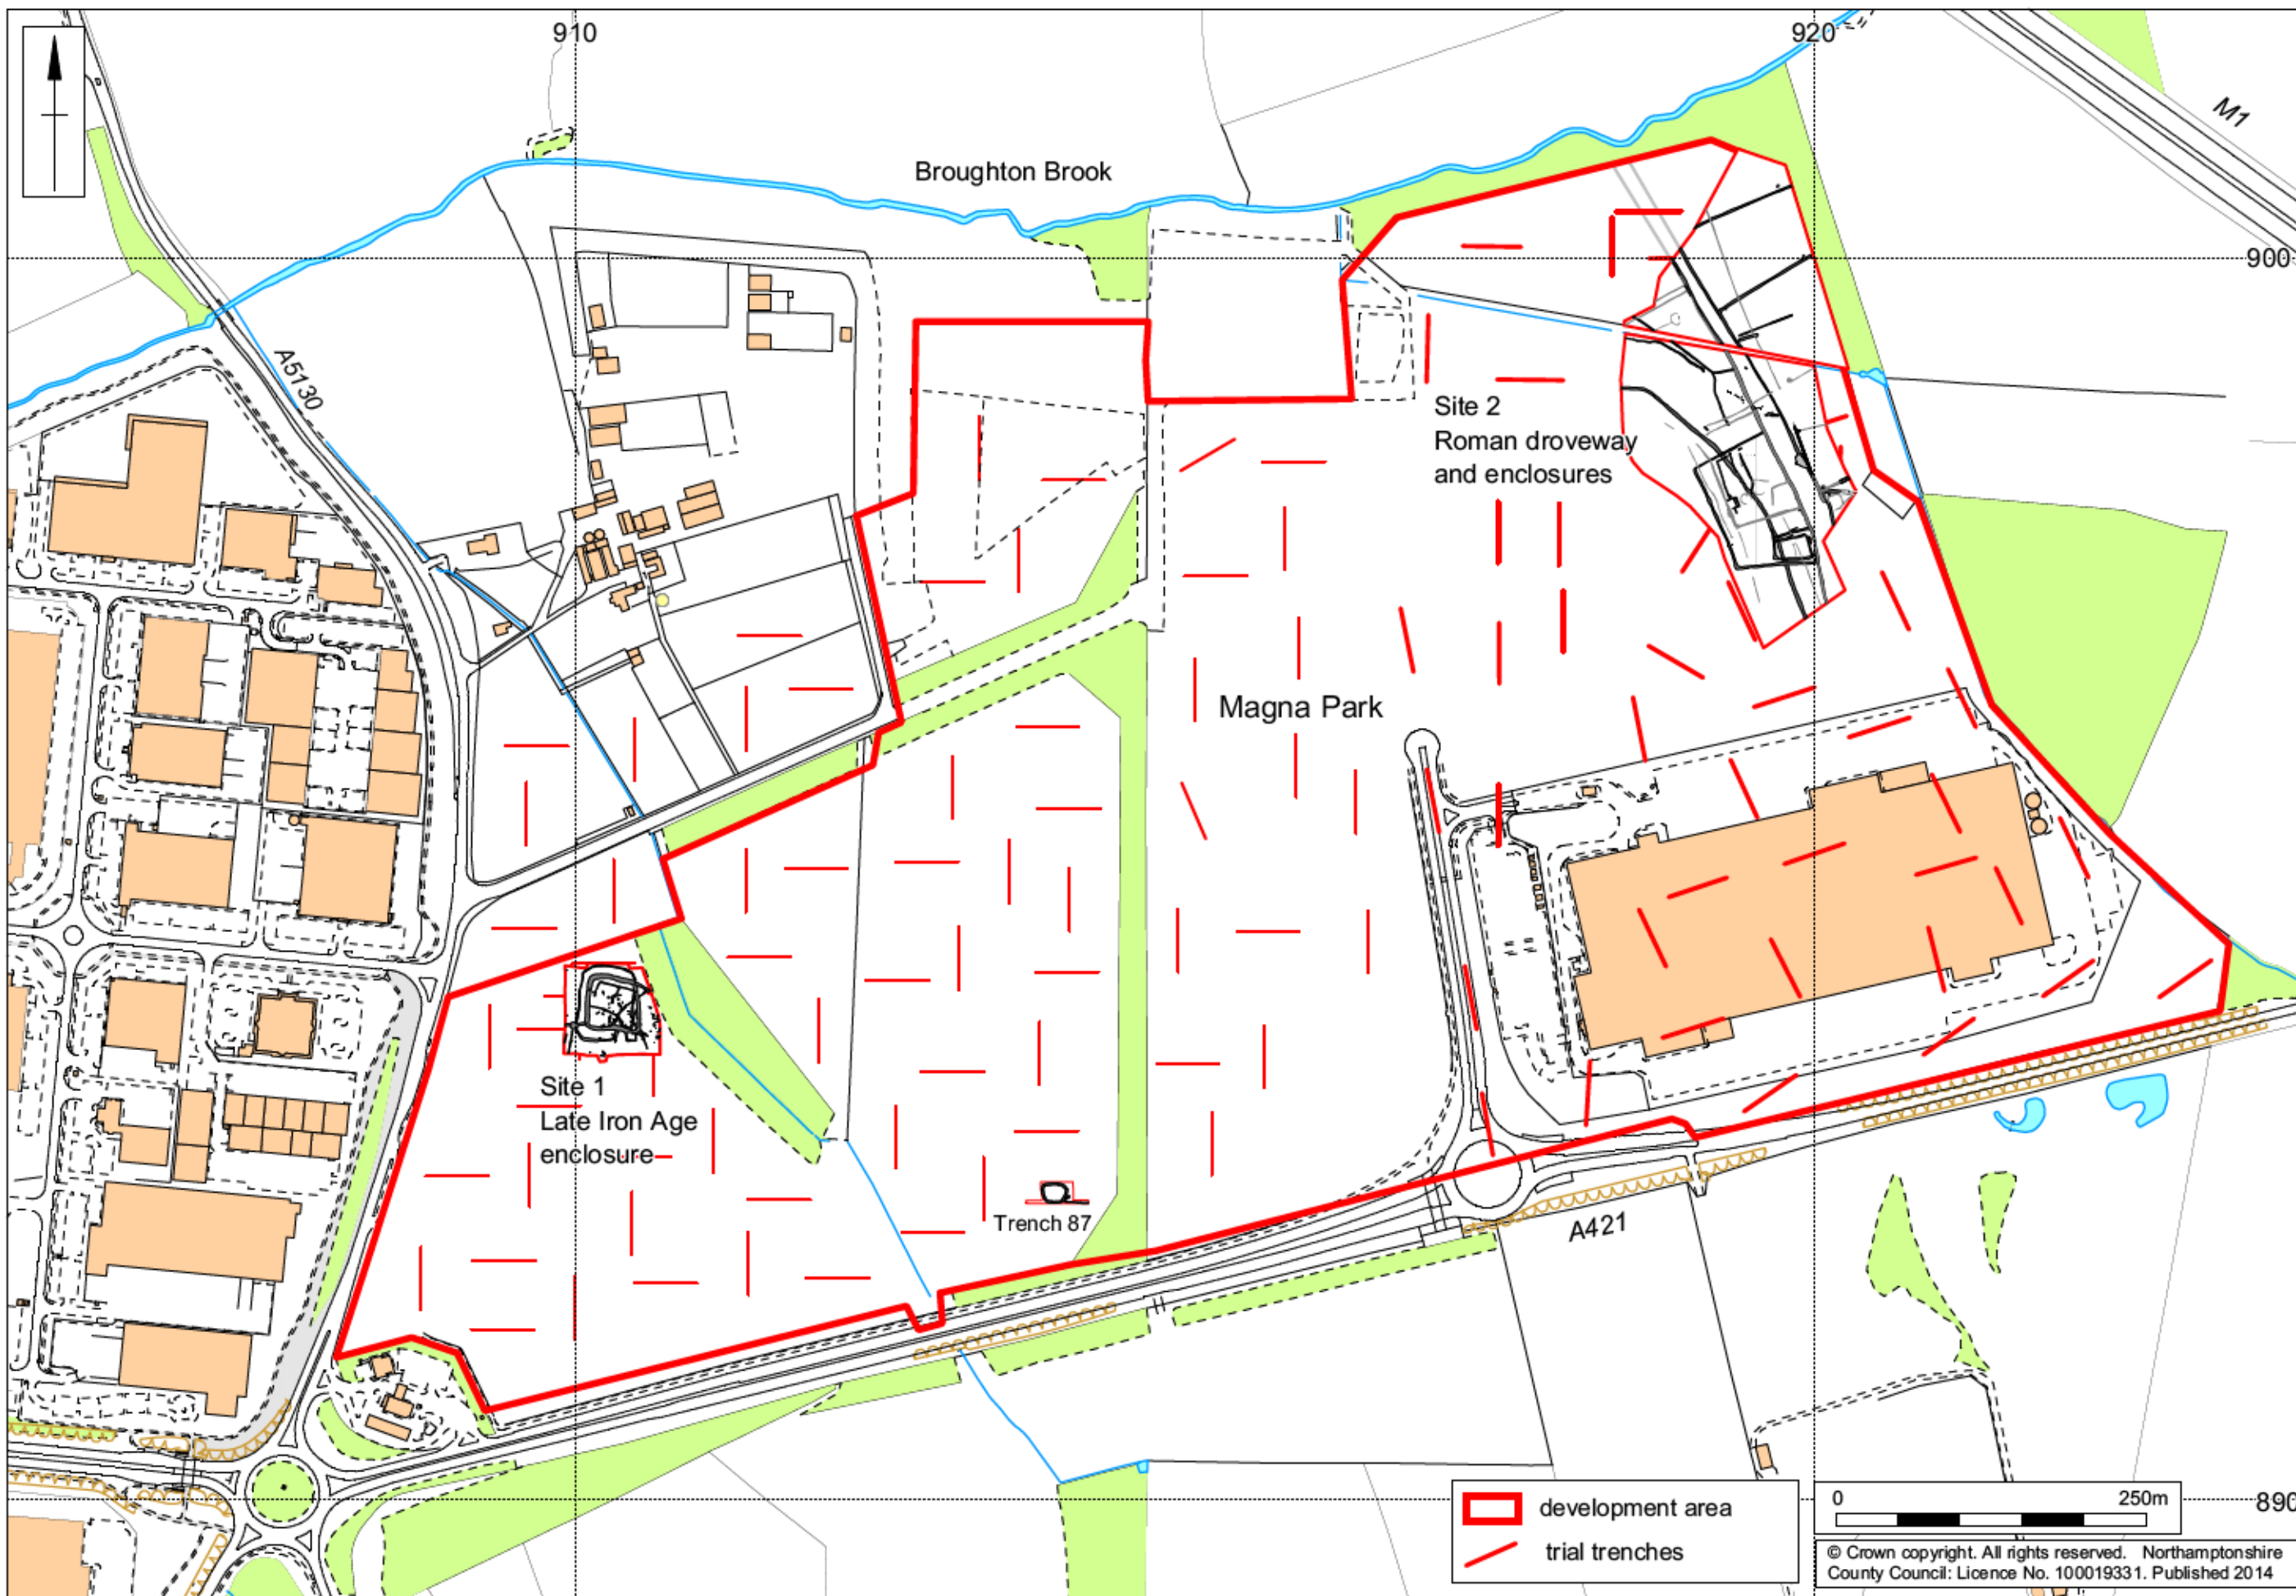 910
920
M1
Broughton Brook
900
A5130
Site 2
Roman droveway
and enclosures
Magna Park
Site 1
Late Iron Age
enclosure
Trench 87
A421
development area
trial trenches
0 250m
890
© Crown copyright. All rights reserved. Northamptonshire
County Council: Licence No. 100019331. Published 2014